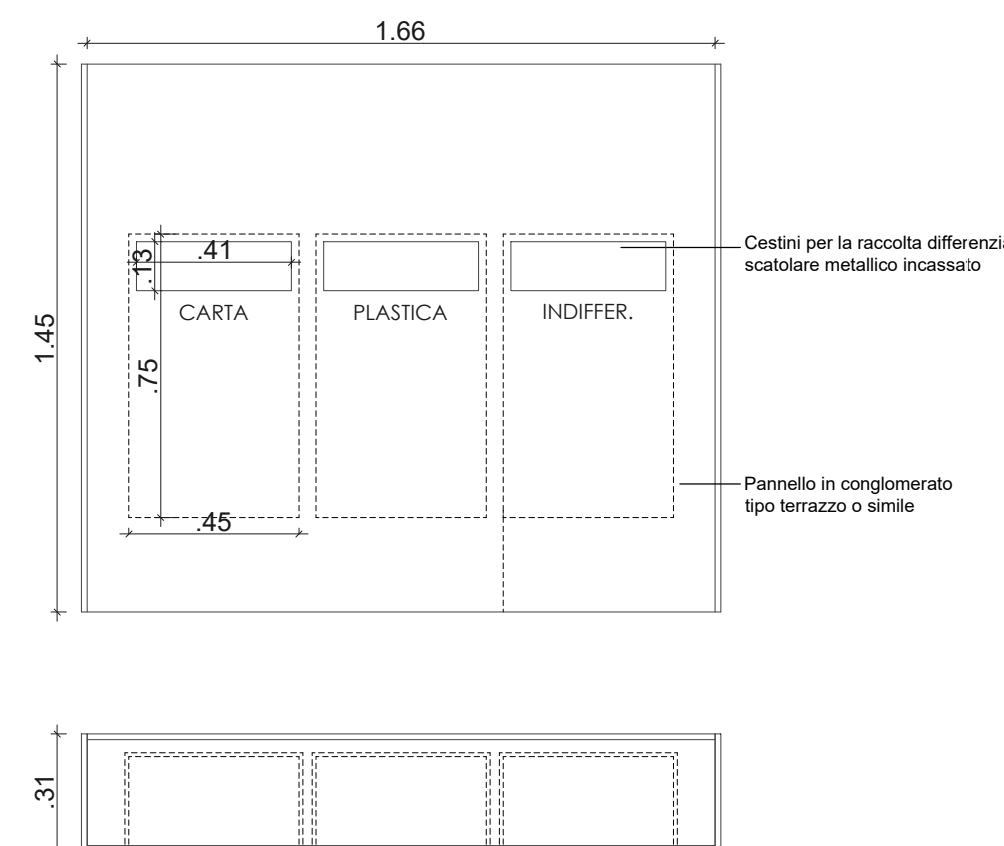 1.66
Cestini per la raccolta differenzia
scatolare metallico incassato
.13
.41
CARTA
PLASTICA
INDIFFER.
1.45
.75
Pannello in conglomerato
tipo terrazzo o simile
.45
.31